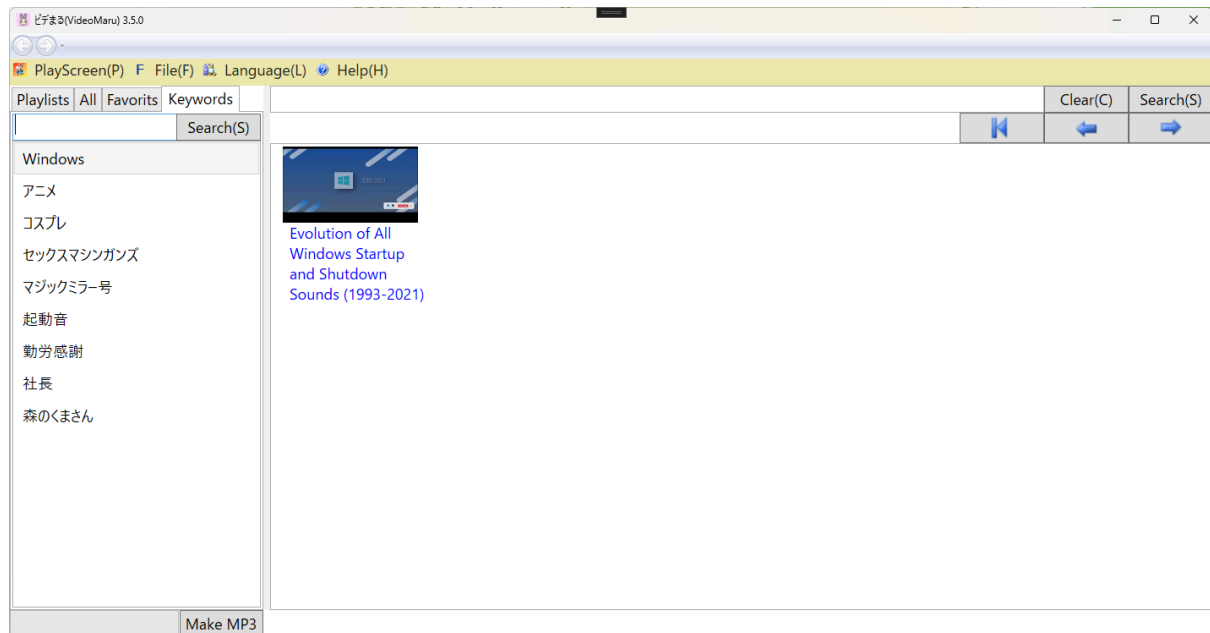 ビデまる(VideoMaru) 3.5.0
PlayScreen(P) F File(F) Language(L) Help(H)
Playlists All Favorits Keywords Clear(C) Search(S)
Search(S)
Windows
アニメ
コスプレ
セックスマシンガンズ
マジックミラー号
起動音
勤労感謝
社長
森のくまさん
1993-2021
Evolution of All
Windows Startup
and Shutdown
Sounds (1993-2021)
Make MP3